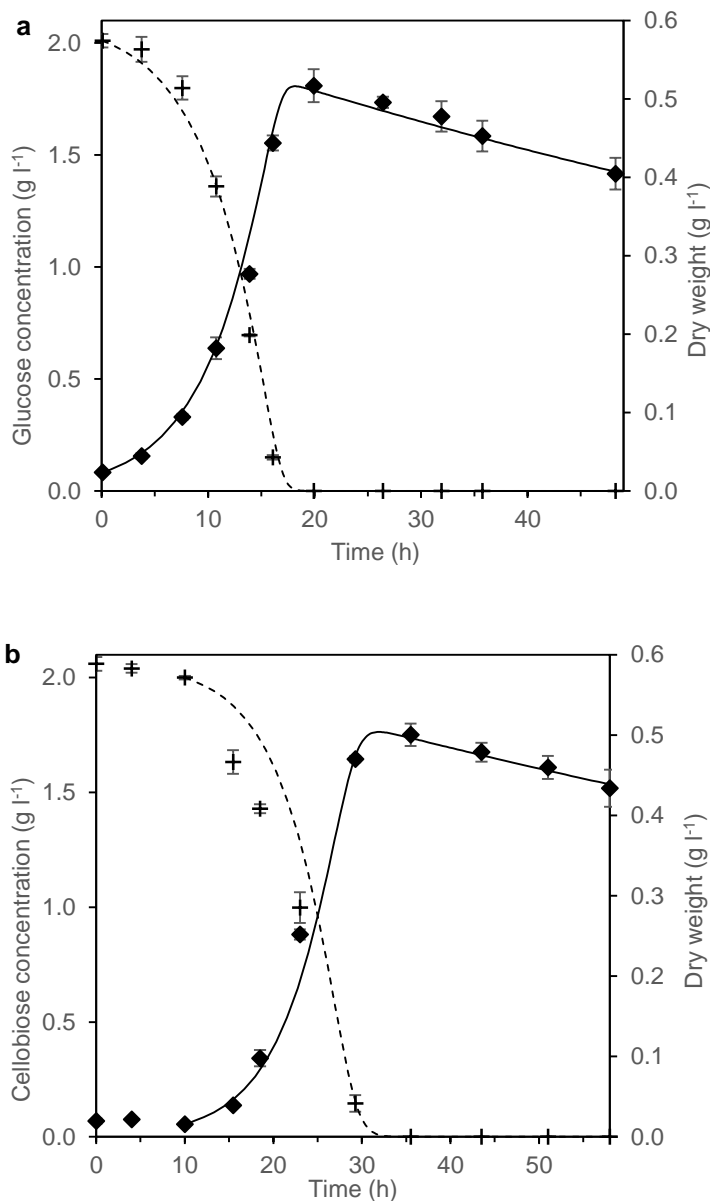 a
Glucose concentration (g l-1)
2.0
1.5
1.0
0.5
0.0
0.6
0.5
0.4
0.3
0.2
0.1
0.0
Dry weight (g l-1)
0 10 20 30 40
Time (h)
b
Cellobiose concentration (g l-1)
2.0
1.5
1.0
0.5
0.0
0.6
0.5
0.4
0.3
0.2
0.1
0.0
Dry weight (g l-1)
0 10 20 30 40 50
Time (h)